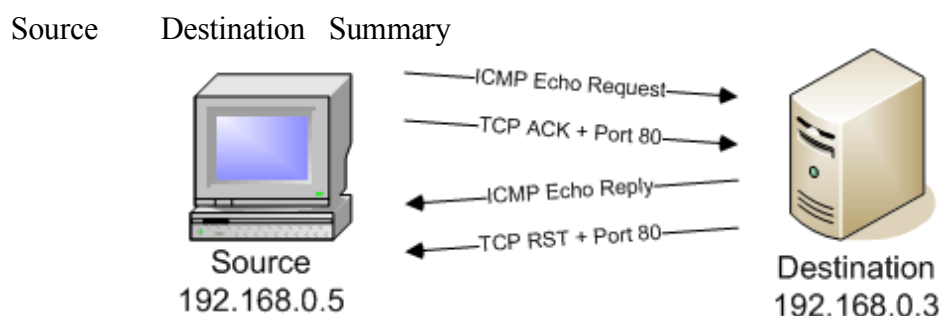 Source Destination Summary
ICMP Echo Request
TCP ACK + Port 80
ICMP Echo Reply
TCP RST + Port 80
Source
192.168.0.5
Destination
192.168.0.3